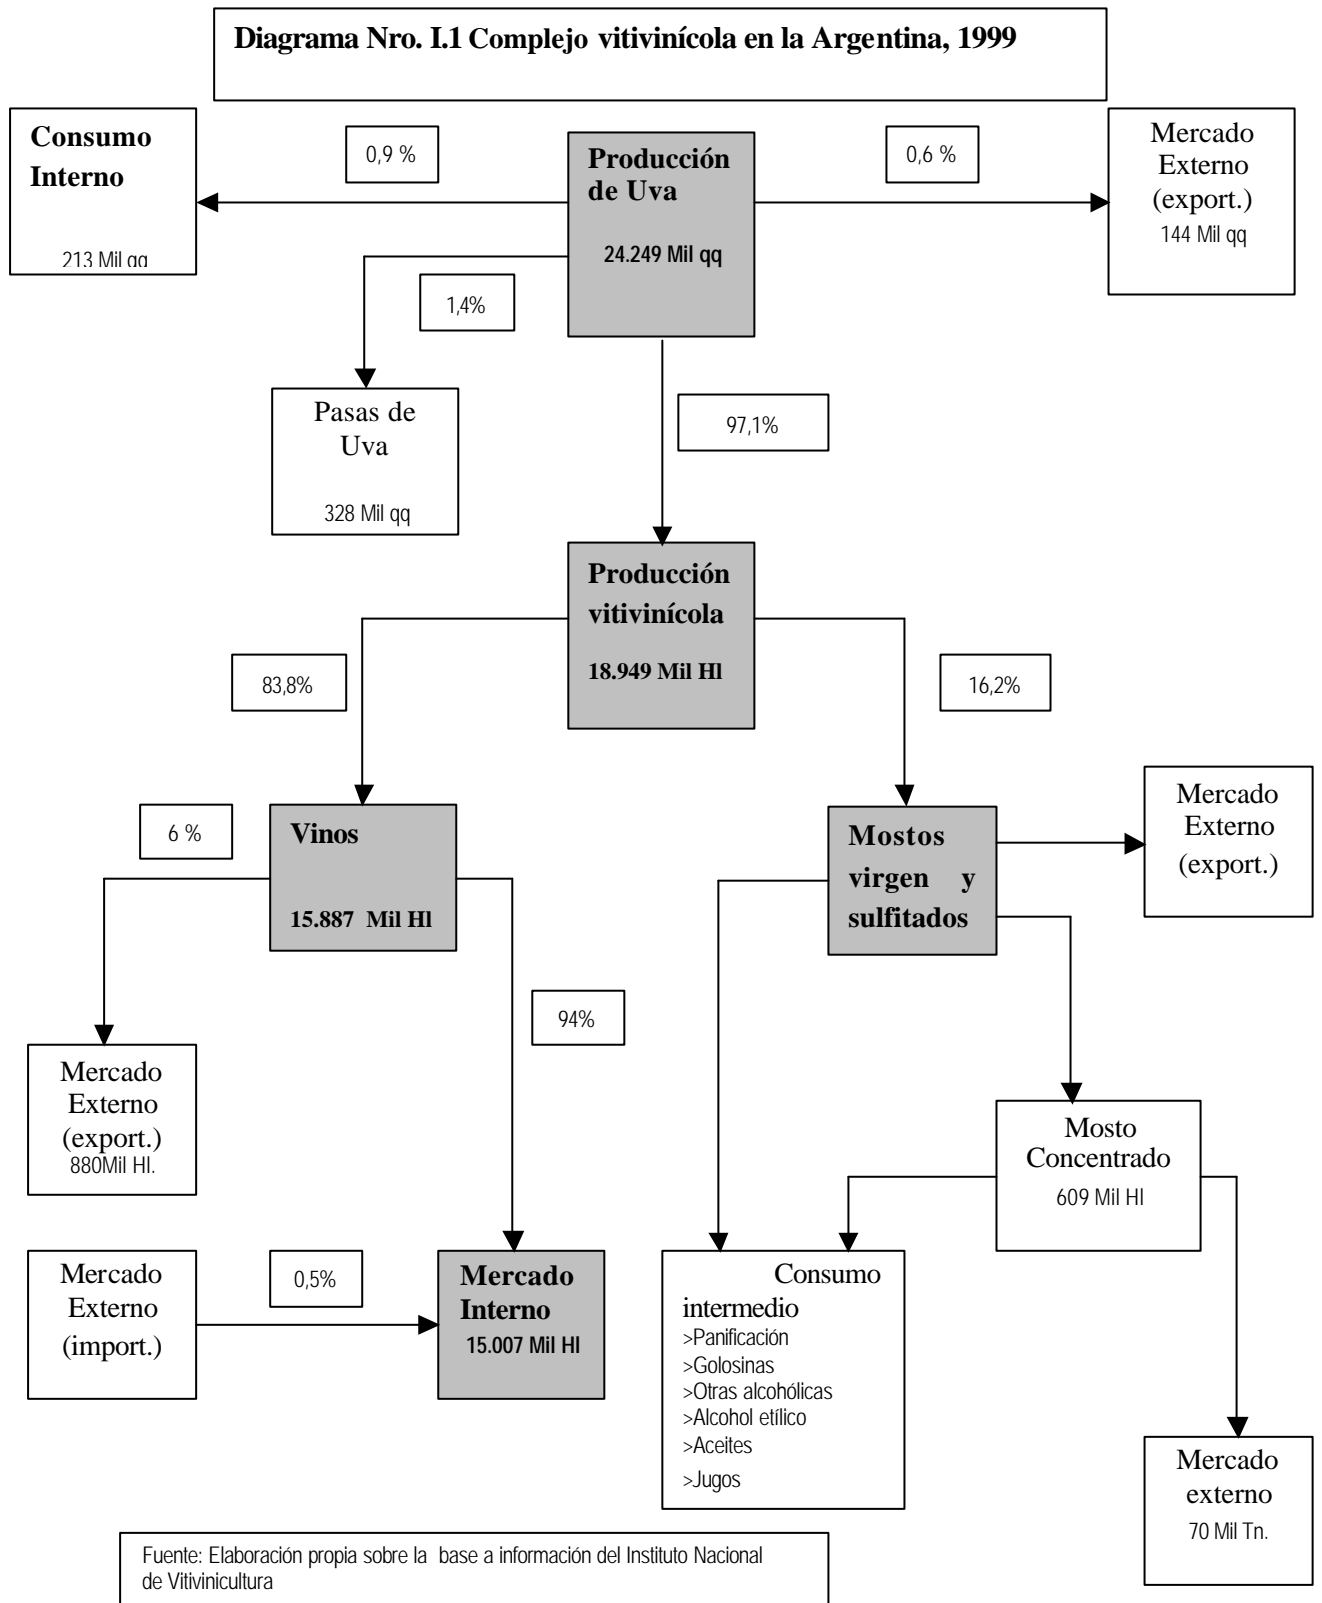 Diagrama Nro. I.1 Complejo vitivinícola en la Argentina, 1999
Consumo
Interno
213 Mil qq
0,9 %
Producción
de Uva
24.249 Mil qq
0,6 %
Mercado
Externo
(export.)
144 Mil qq
1,4%
Pasas de
Uva
328 Mil qq
97,1%
Producción
vitivinícola
18.949 Mil Hl
83,8%
16,2%
6 %
Vinos
15.887 Mil Hl
Mostos
virgen y
sulfitados
Mercado
Externo
(export.)
94%
Mercado
Externo
(export.)
880Mil Hl.
Mosto
Concentrado
609 Mil Hl
Mercado
Externo
(import.)
0,5%
Mercado
Interno
15.007 Mil Hl
Consumo
intermedio
>Panificación
>Golosinas
>Otras alcohólicas
>Alcohol etílico
>Aceites
>Jugos
Mercado
externo
70 Mil Tn.
Fuente: Elaboración propia sobre la base a información del Instituto Nacional
de Vitivinicultura